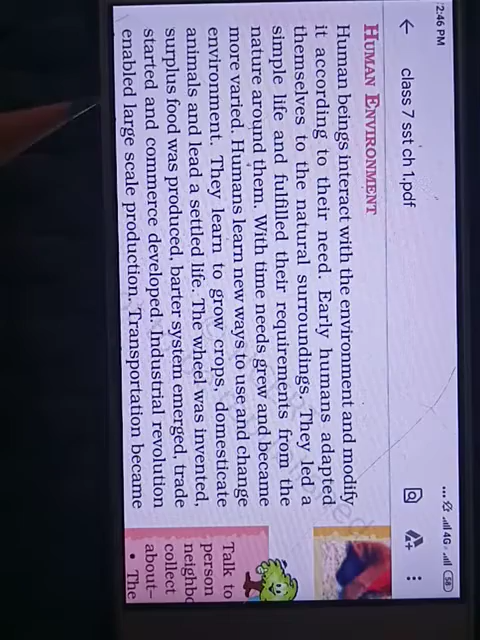 2:46 PM
4G
58
class 7 sst ch 1.pdf
HUMAN ENVIRONMENT
Human beings interact with the environment and modify
it according to their need. Early humans adapted
themselves to the natural surroundings. They led a
simple life and fulfilled their requirements from the
nature around them. With time needs grew and became
more varied. Humans learn new ways to use and change
environment. They learn to grow crops, domesticate
animals and lead a settled life. The wheel was invented,
surplus food was produced, barter system emerged, trade
started and commerce developed. Industrial revolution
enabled large scale production. Transportation became
Talk to
person
neighbo
collect
about–
• The